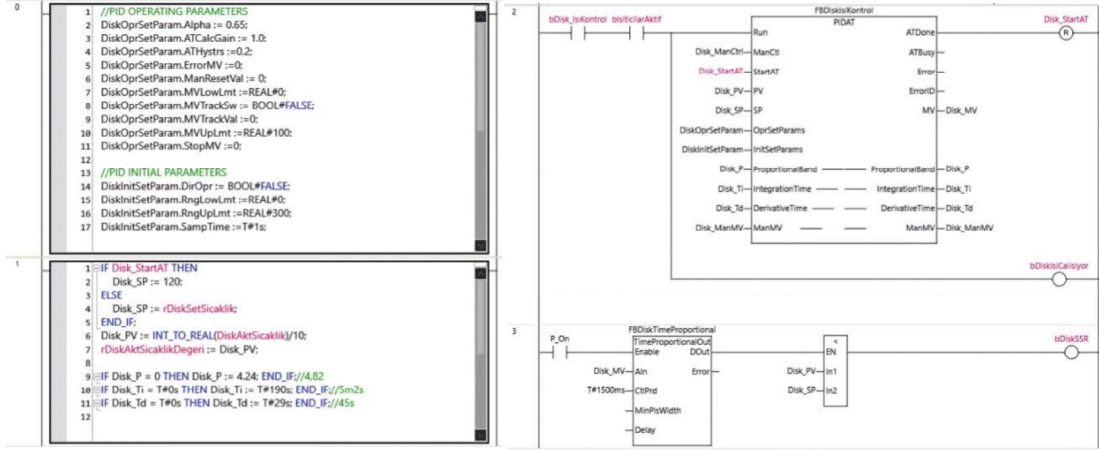 0
1 //PID OPERATING PARAMETERS
2 DiskOprSetParam.Alpha := 0.65;
3 DiskOprSetParam.ATCalcGain := 1.0;
4 DiskOprSetParam.ATHystrs :=0.2;
5 DiskOprSetParam.ErrorMV :=0;
6 DiskOprSetParam.ManResetVal := 0;
7 DiskOprSetParam.MVLowLmt :=REAL#0;
8 DiskOprSetParam.MVTrackSw := BOOL#FALSE;
9 DiskOprSetParam.MVTrackVal :=0;
10 DiskOprSetParam.MVUpLmt :=REAL#100;
11 DiskOprSetParam.StopMV :=0;
12
13 //PID INITIAL PARAMETERS
14 DiskInitSetParam.DirOpr := BOOL#FALSE;
15 DiskInitSetParam.RngLowLmt :=REAL#0;
16 DiskInitSetParam.RngUpLmt :=REAL#300;
17 DiskInitSetParam.SampTime :=T#1s;
1
1 IF Disk_StartAT THEN
2 Disk_SP := 120;
3 ELSE
4 Disk_SP := rDiskSetSicaklik;
5 END_IF;
6 Disk_PV := INT_TO_REAL(DiskAktSicaklik)/10;
7 rDiskAktSicaklikDegeri := Disk_PV;
8
9 IF Disk_P = 0 THEN Disk_P := 4.24; END_IF;//4,82
10 IF Disk_Ti = T#0s THEN Disk_Ti := T#190s; END_IF;//5m2s
11 IF Disk_Td = T#0s THEN Disk_Td := T#29s; END_IF;//45s
12
2
bDisk_IsiKontrol bIsiticilarAktif FBDiskIsiKontrol Disk_StartAT
PIDAT
Run ATDone R
Disk_ManCtrl ManCtl ATBusy
Disk_StartAT StartAT Error
Disk_PV PV ErrorID
Disk_SP SP MV Disk_MV
DiskOprSetParam OprSetParams
DiskInitSetParam InitSetParams
Disk_P ProportionalBand ProportionalBand Disk_P
Disk_Ti IntegrationTime IntegrationTime Disk_Ti
Disk_Td DerivativeTime DerivativeTime Disk_Td
Disk_ManMV ManMV ManMV Disk_ManMV
bDiskIsiCalisiyor
3
P_On FBDiskTimeProportional bDiskSSR
TimeProportionalOut <
Enable DOut EN
Disk_MV AIn Error Disk_PV In1
T#1500ms CtlPrd Disk_SP In2
MinPlsWidth
Delay